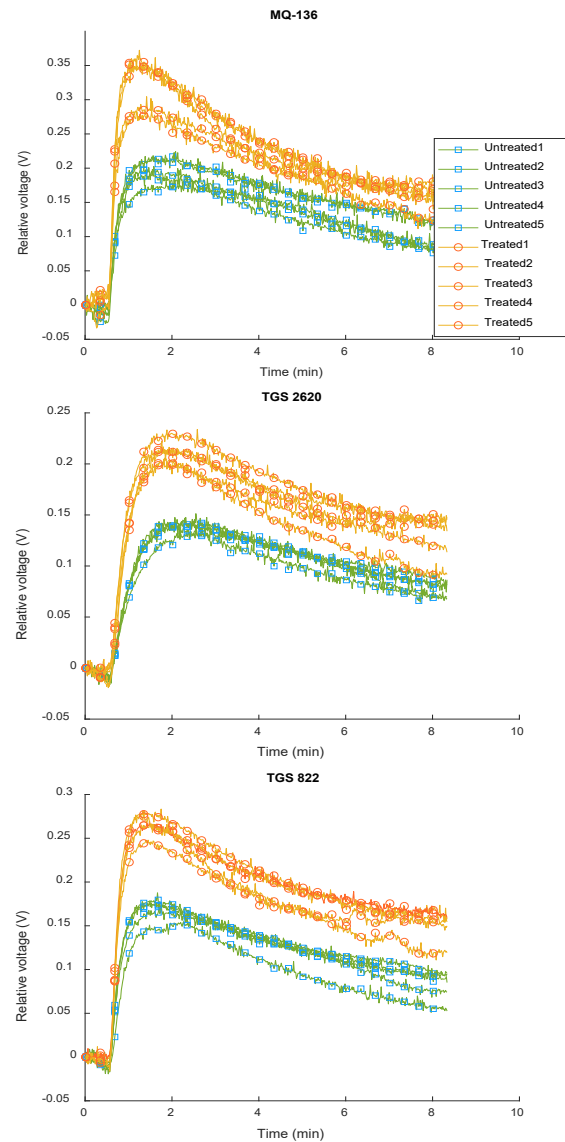 MQ-136
0.35
0.3
0.25
0.2
0.15
0.1
0.05
0
-0.05
Relative voltage (V)
Untreated1
Untreated2
Untreated3
Untreated4
Untreated5
Treated1
Treated2
Treated3
Treated4
Treated5
0 2 4 6 8 10
Time (min)
TGS 2620
0.25
0.2
0.15
0.1
0.05
0
-0.05
Relative voltage (V)
0 2 4 6 8 10
Time (min)
TGS 822
0.3
0.25
0.2
0.15
0.1
0.05
0
-0.05
Relative voltage (V)
0 2 4 6 8 10
Time (min)